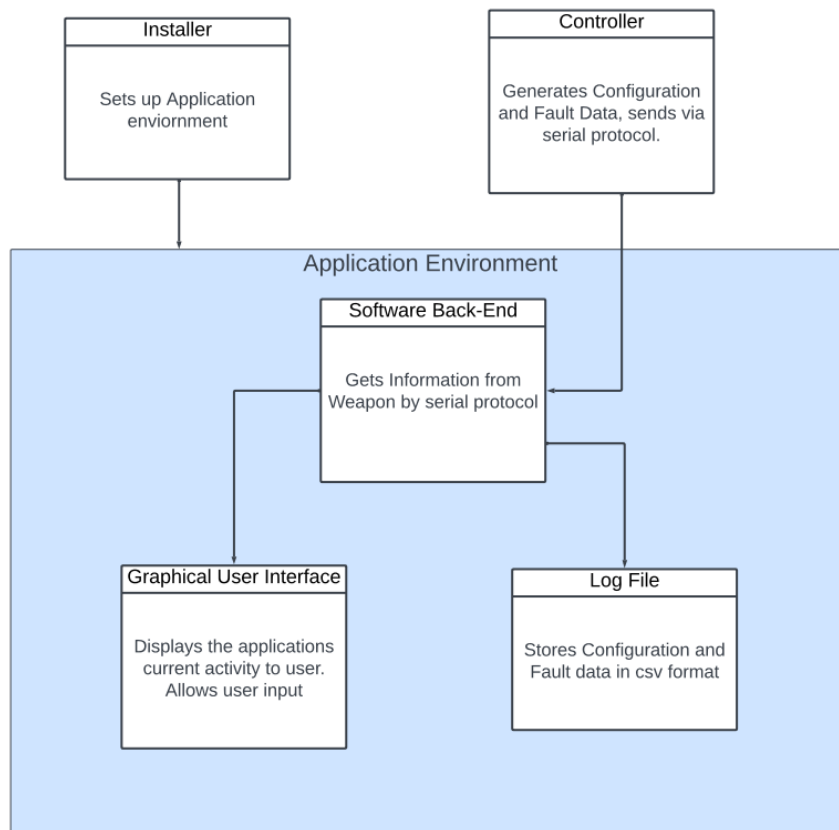 Installer
Sets up Application
enviornment
Controller
Generates Configuration
and Fault Data, sends via
serial protocol.
Application Environment
Software Back-End
Gets Information from
Weapon by serial protocol
Graphical User Interface
Displays the applications
current activity to user.
Allows user input
Log File
Stores Configuration and
Fault data in csv format